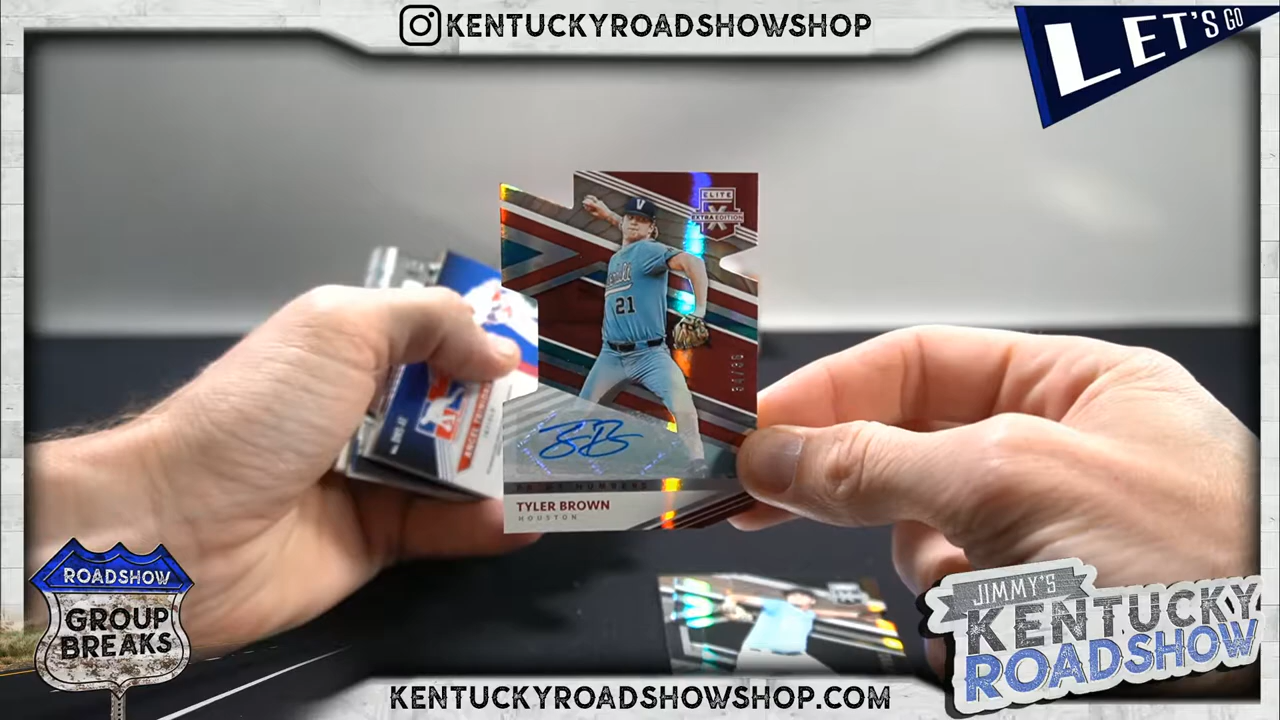 KENTUCKYROADSHOWSHOP
LET'S GO
ELITE
EXTRA EDITION
V
21
TYLER BROWN
HOUSTON
ROADSHOW
GROUP
BREAKS
JIMMY'S
KENTUCKY
ROADSHOW
KENTUCKYROADSHOWSHOP.COM